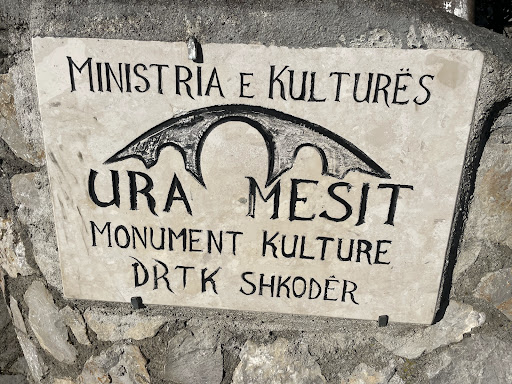 MINISTRIA E KULTURËS
URA MESIT
MONUMENT KULTURE
DRTK SHKODËR